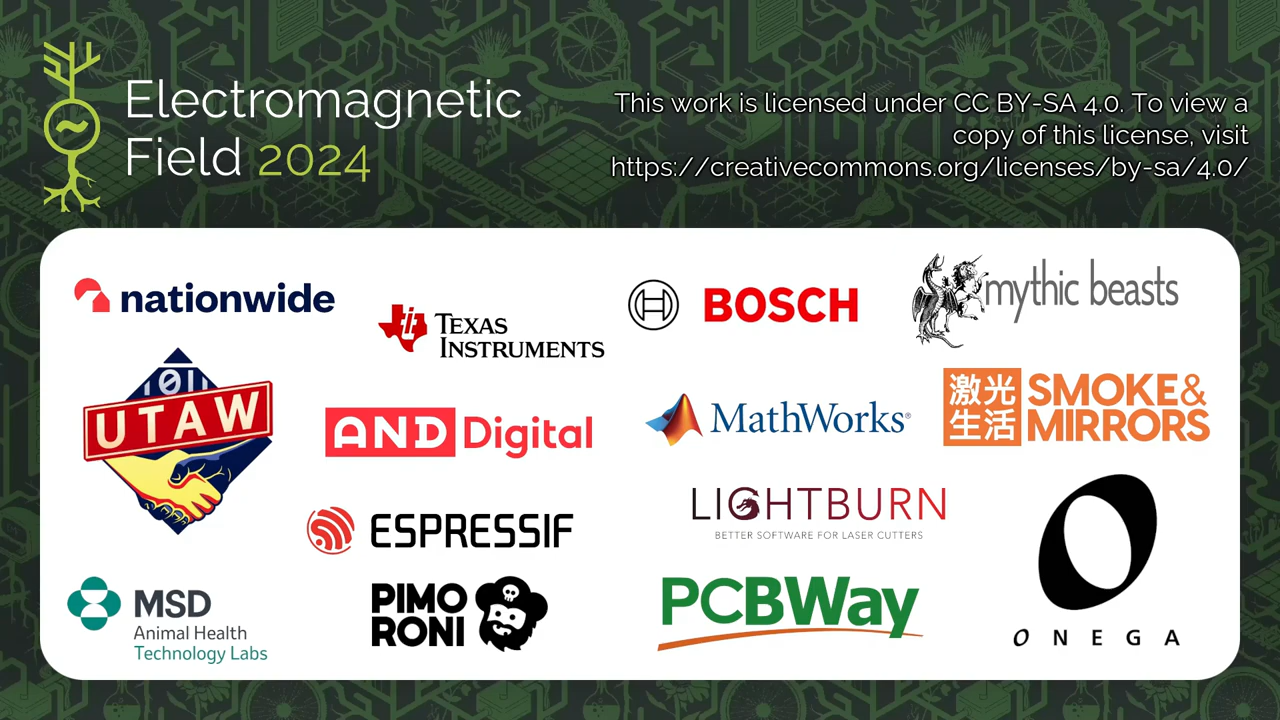 Electromagnetic
Field 2024
This work is licensed under CC BY-SA 4.0. To view a
copy of this license, visit
https://creativecommons.org/licenses/by-sa/4.0/
nationwide
TEXAS
INSTRUMENTS
BOSCH
mythic beasts
101
UTAW
AND Digital
MathWorks®
激光
生活
SMOKE&
MIRRORS
ESPRESSIF
LIGHTBURN
BETTER SOFTWARE FOR LASER CUTTERS
MSD
Animal Health
Technology Labs
PIMO
RONI
PCBWay
ONEGA